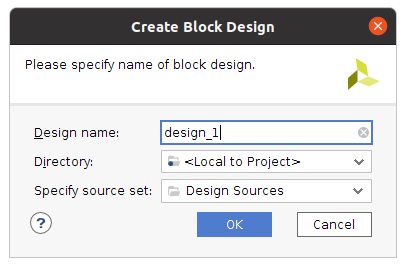 Create Block Design
Please specify name of block design.
Design name: design_1
Directory: <Local to Project>
Specify source set: Design Sources
? OK Cancel